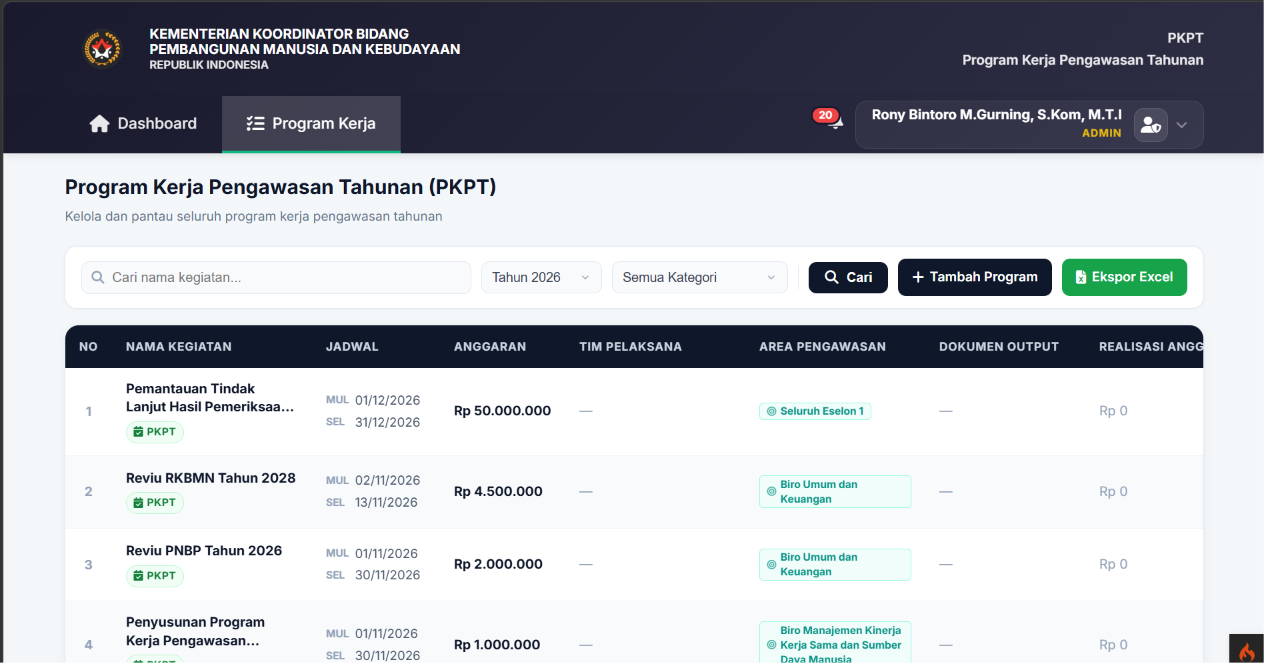 KEMENTERIAN KOORDINATOR BIDANG
PEMBANGUNAN MANUSIA DAN KEBUDAYAAN
REPUBLIK INDONESIA
PKPT
Program Kerja Pengawasan Tahunan
Dashboard
Program Kerja
20
Rony Bintoro M.Gurning, S.Kom, M.T.I
ADMIN
Program Kerja Pengawasan Tahunan (PKPT)
Kelola dan pantau seluruh program kerja pengawasan tahunan
Cari nama kegiatan...
Tahun 2026
Semua Kategori
Cari
+ Tambah Program
Ekspor Excel
NO NAMA KEGIATAN JADWAL ANGGARAN TIM PELAKSANA AREA PENGAWASAN DOKUMEN OUTPUT REALISASI ANGG
1
Pemantauan Tindak
Lanjut Hasil Pemeriksaa...
PKPT
MUL 01/12/2026
SEL 31/12/2026
Rp 50.000.000
—
Seluruh Eselon 1
—
Rp 0
2
Reviu RKBMN Tahun 2028
PKPT
MUL 02/11/2026
SEL 13/11/2026
Rp 4.500.000
—
Biro Umum dan
Keuangan
—
Rp 0
3
Reviu PNBP Tahun 2026
PKPT
MUL 01/11/2026
SEL 30/11/2026
Rp 2.000.000
—
Biro Umum dan
Keuangan
—
Rp 0
4
Penyusunan Program
Kerja Pengawasan...
PKPT
MUL 01/11/2026
SEL 30/11/2026
Rp 1.000.000
—
Biro Manajemen Kinerja
Kerja Sama dan Sumber
Daya Manusia
—
Rp 0